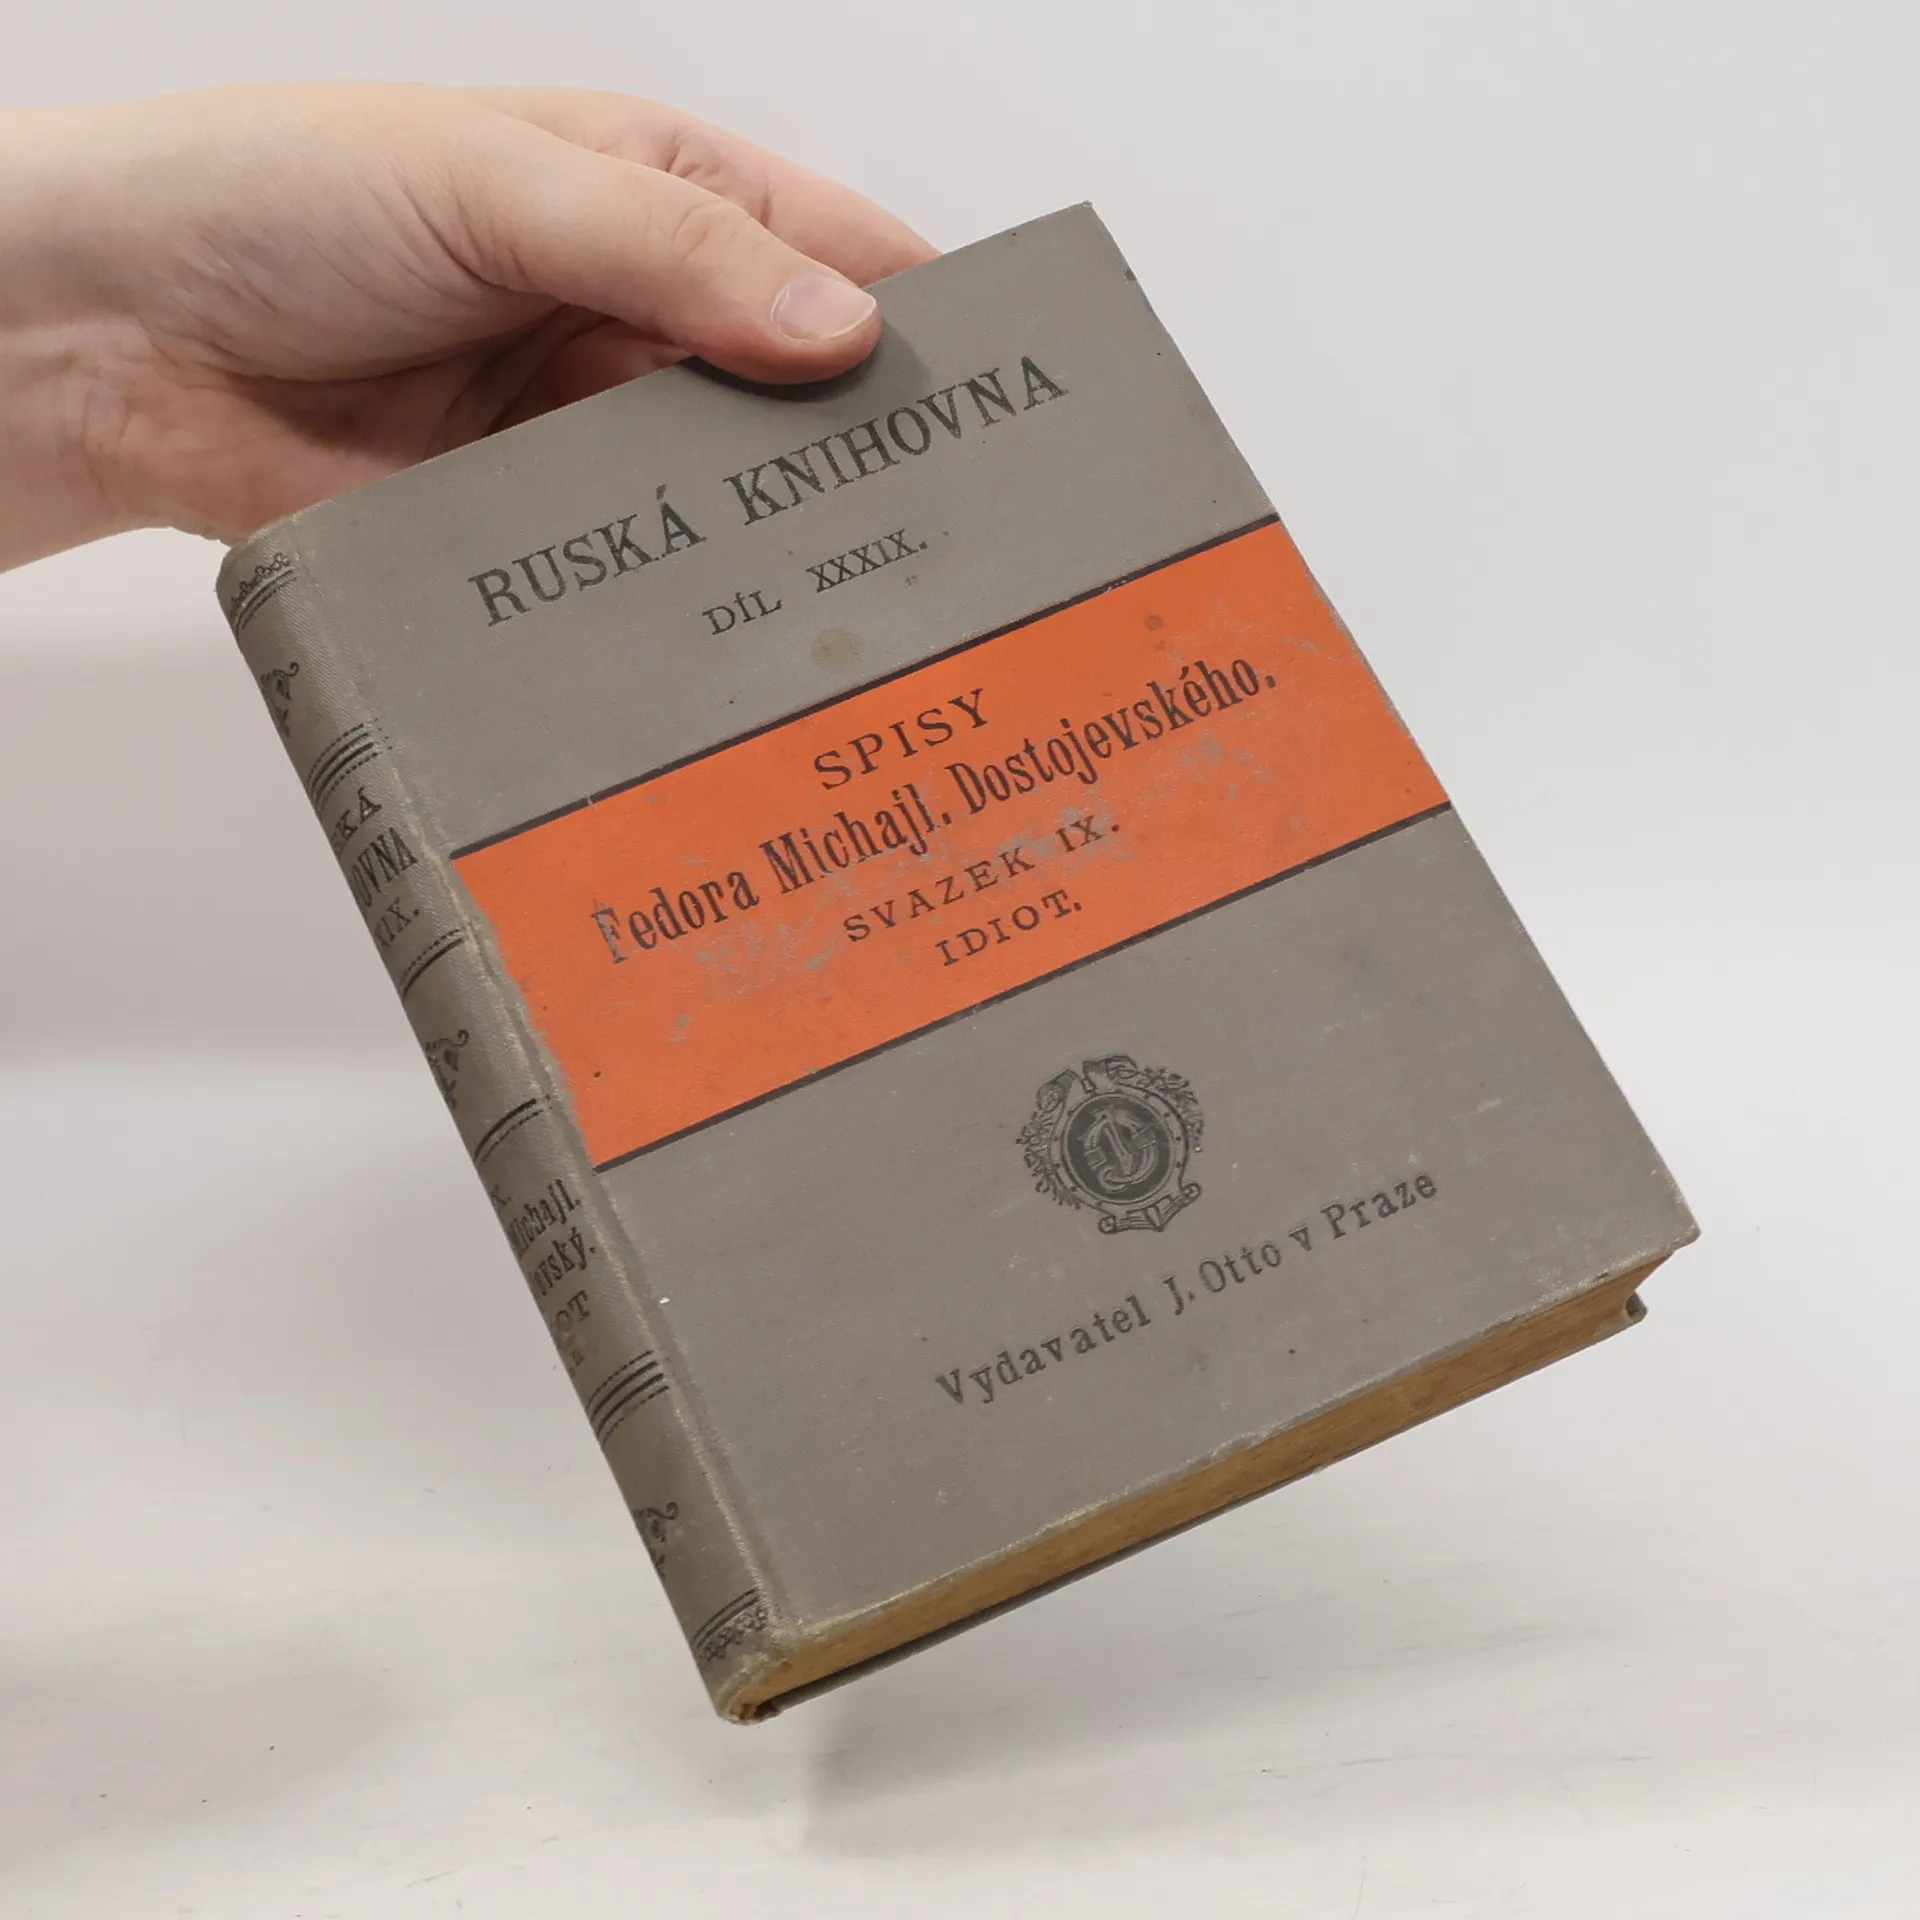 RUSKÁ KNIHOVNA
DÍL XXXIX.
SPISY
Fedora Michajl. Dostojevského.
SVAZEK IX.
IDIOT.
Vydavatel J. Otto v Praze